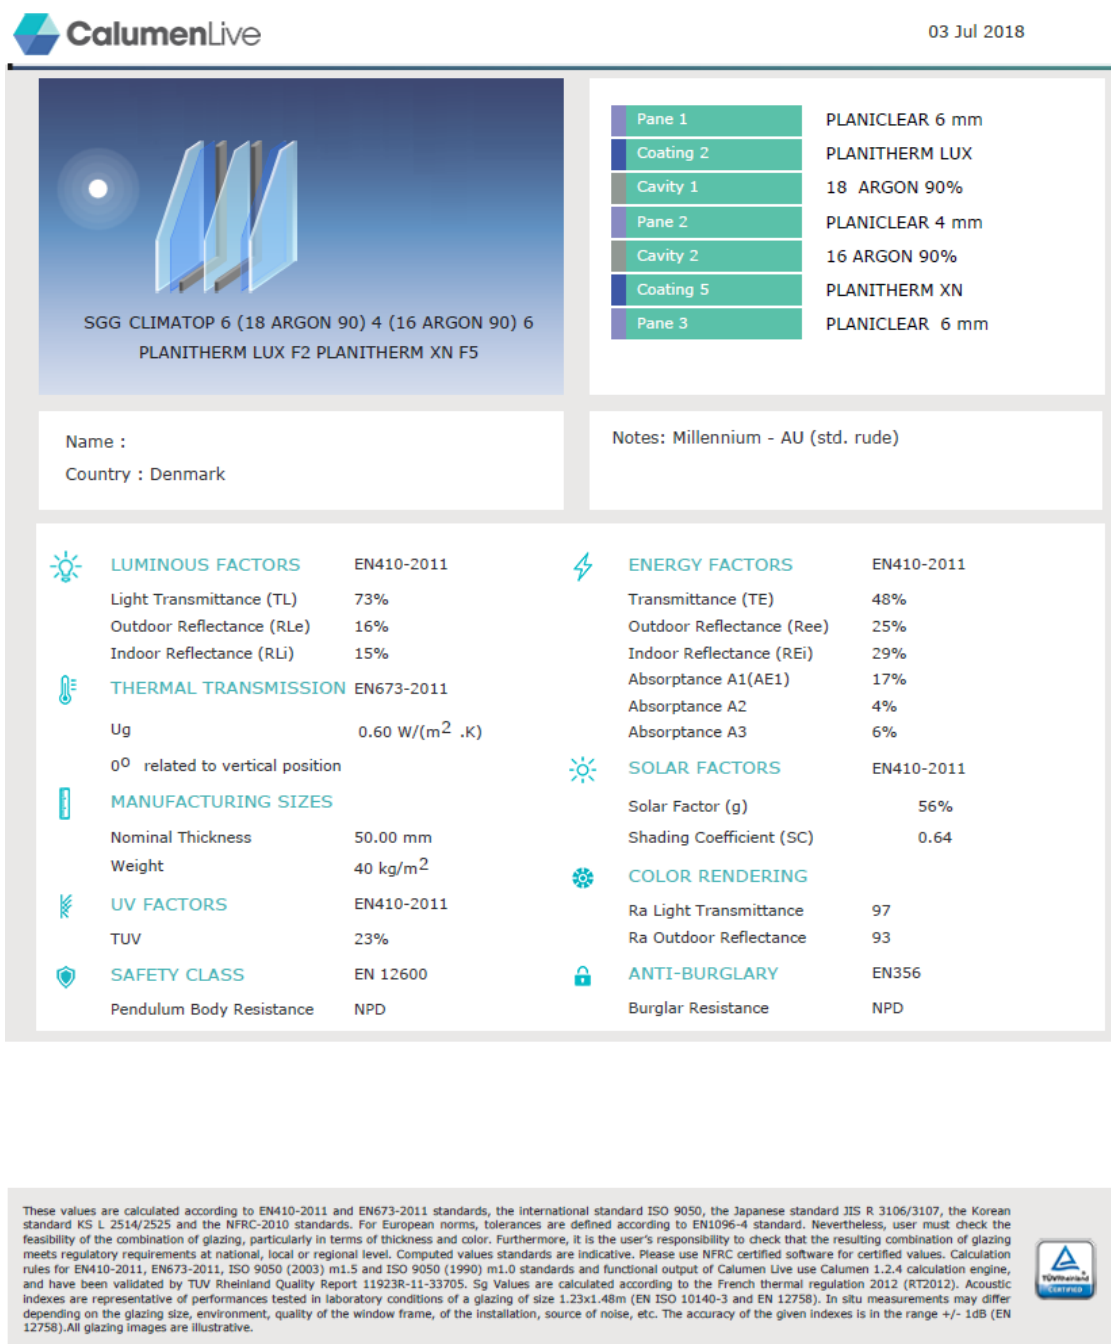 CalumenLive
03 Jul 2018
SGG CLIMATOP 6 (18 ARGON 90) 4 (16 ARGON 90) 6
PLANITHERM LUX F2 PLANITHERM XN F5
Pane 1 PLANICLEAR 6 mm
Coating 2 PLANITHERM LUX
Cavity 1 18 ARGON 90%
Pane 2 PLANICLEAR 4 mm
Cavity 2 16 ARGON 90%
Coating 5 PLANITHERM XN
Pane 3 PLANICLEAR 6 mm
Name :
Country : Denmark
Notes: Millennium - AU (std. rude)
LUMINOUS FACTORS EN410-2011
Light Transmittance (TL) 73%
Outdoor Reflectance (RLe) 16%
Indoor Reflectance (RLi) 15%
THERMAL TRANSMISSION EN673-2011
Ug 0.60 W/(m² .K)
0º related to vertical position
MANUFACTURING SIZES
Nominal Thickness 50.00 mm
Weight 40 kg/m²
UV FACTORS EN410-2011
TUV 23%
SAFETY CLASS EN 12600
Pendulum Body Resistance NPD
ENERGY FACTORS EN410-2011
Transmittance (TE) 48%
Outdoor Reflectance (Ree) 25%
Indoor Reflectance (REi) 29%
Absorptance A1(AE1) 17%
Absorptance A2 4%
Absorptance A3 6%
SOLAR FACTORS EN410-2011
Solar Factor (g) 56%
Shading Coefficient (SC) 0.64
COLOR RENDERING
Ra Light Transmittance 97
Ra Outdoor Reflectance 93
ANTI-BURGLARY EN356
Burglar Resistance NPD
These values are calculated according to EN410-2011 and EN673-2011 standards, the international standard ISO 9050, the Japanese standard JIS R 3106/3107, the Korean
standard KS L 2514/2525 and the NFRC-2010 standards. For European norms, tolerances are defined according to EN1096-4 standard. Nevertheless, user must check the
feasibility of the combination of glazing, particularly in terms of thickness and color. Furthermore, it is the user's responsibility to check that the resulting combination of glazing
meets regulatory requirements at national, local or regional level. Computed values standards are indicative. Please use NFRC certified software for certified values. Calculation
rules for EN410-2011, EN673-2011, ISO 9050 (2003) m1.5 and ISO 9050 (1990) m1.0 standards and functional output of Calumen Live use Calumen 1.2.4 calculation engine,
and have been validated by TUV Rheinland Quality Report 11923R-11-33705. Sg Values are calculated according to the French thermal regulation 2012 (RT2012). Acoustic
indexes are representative of performances tested in laboratory conditions of a glazing of size 1.23x1.48m (EN ISO 10140-3 and EN 12758). In situ measurements may differ
depending on the glazing size, environment, quality of the window frame, of the installation, source of noise, etc. The accuracy of the given indexes is in the range +/- 1dB (EN
12758).All glazing images are illustrative.
TÜVRheinland
CERTIFIED